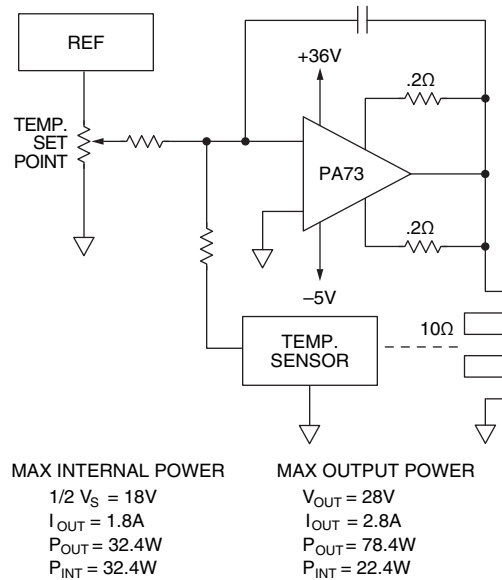 REF
+36V
.2Ω
TEMP.
SET
POINT
PA73
.2Ω
–5V
TEMP.
SENSOR
10Ω
MAX INTERNAL POWER
1/2 VS = 18V
IOUT = 1.8A
POUT = 32.4W
PINT = 32.4W
MAX OUTPUT POWER
VOUT = 28V
IOUT = 2.8A
POUT = 78.4W
PINT = 22.4W